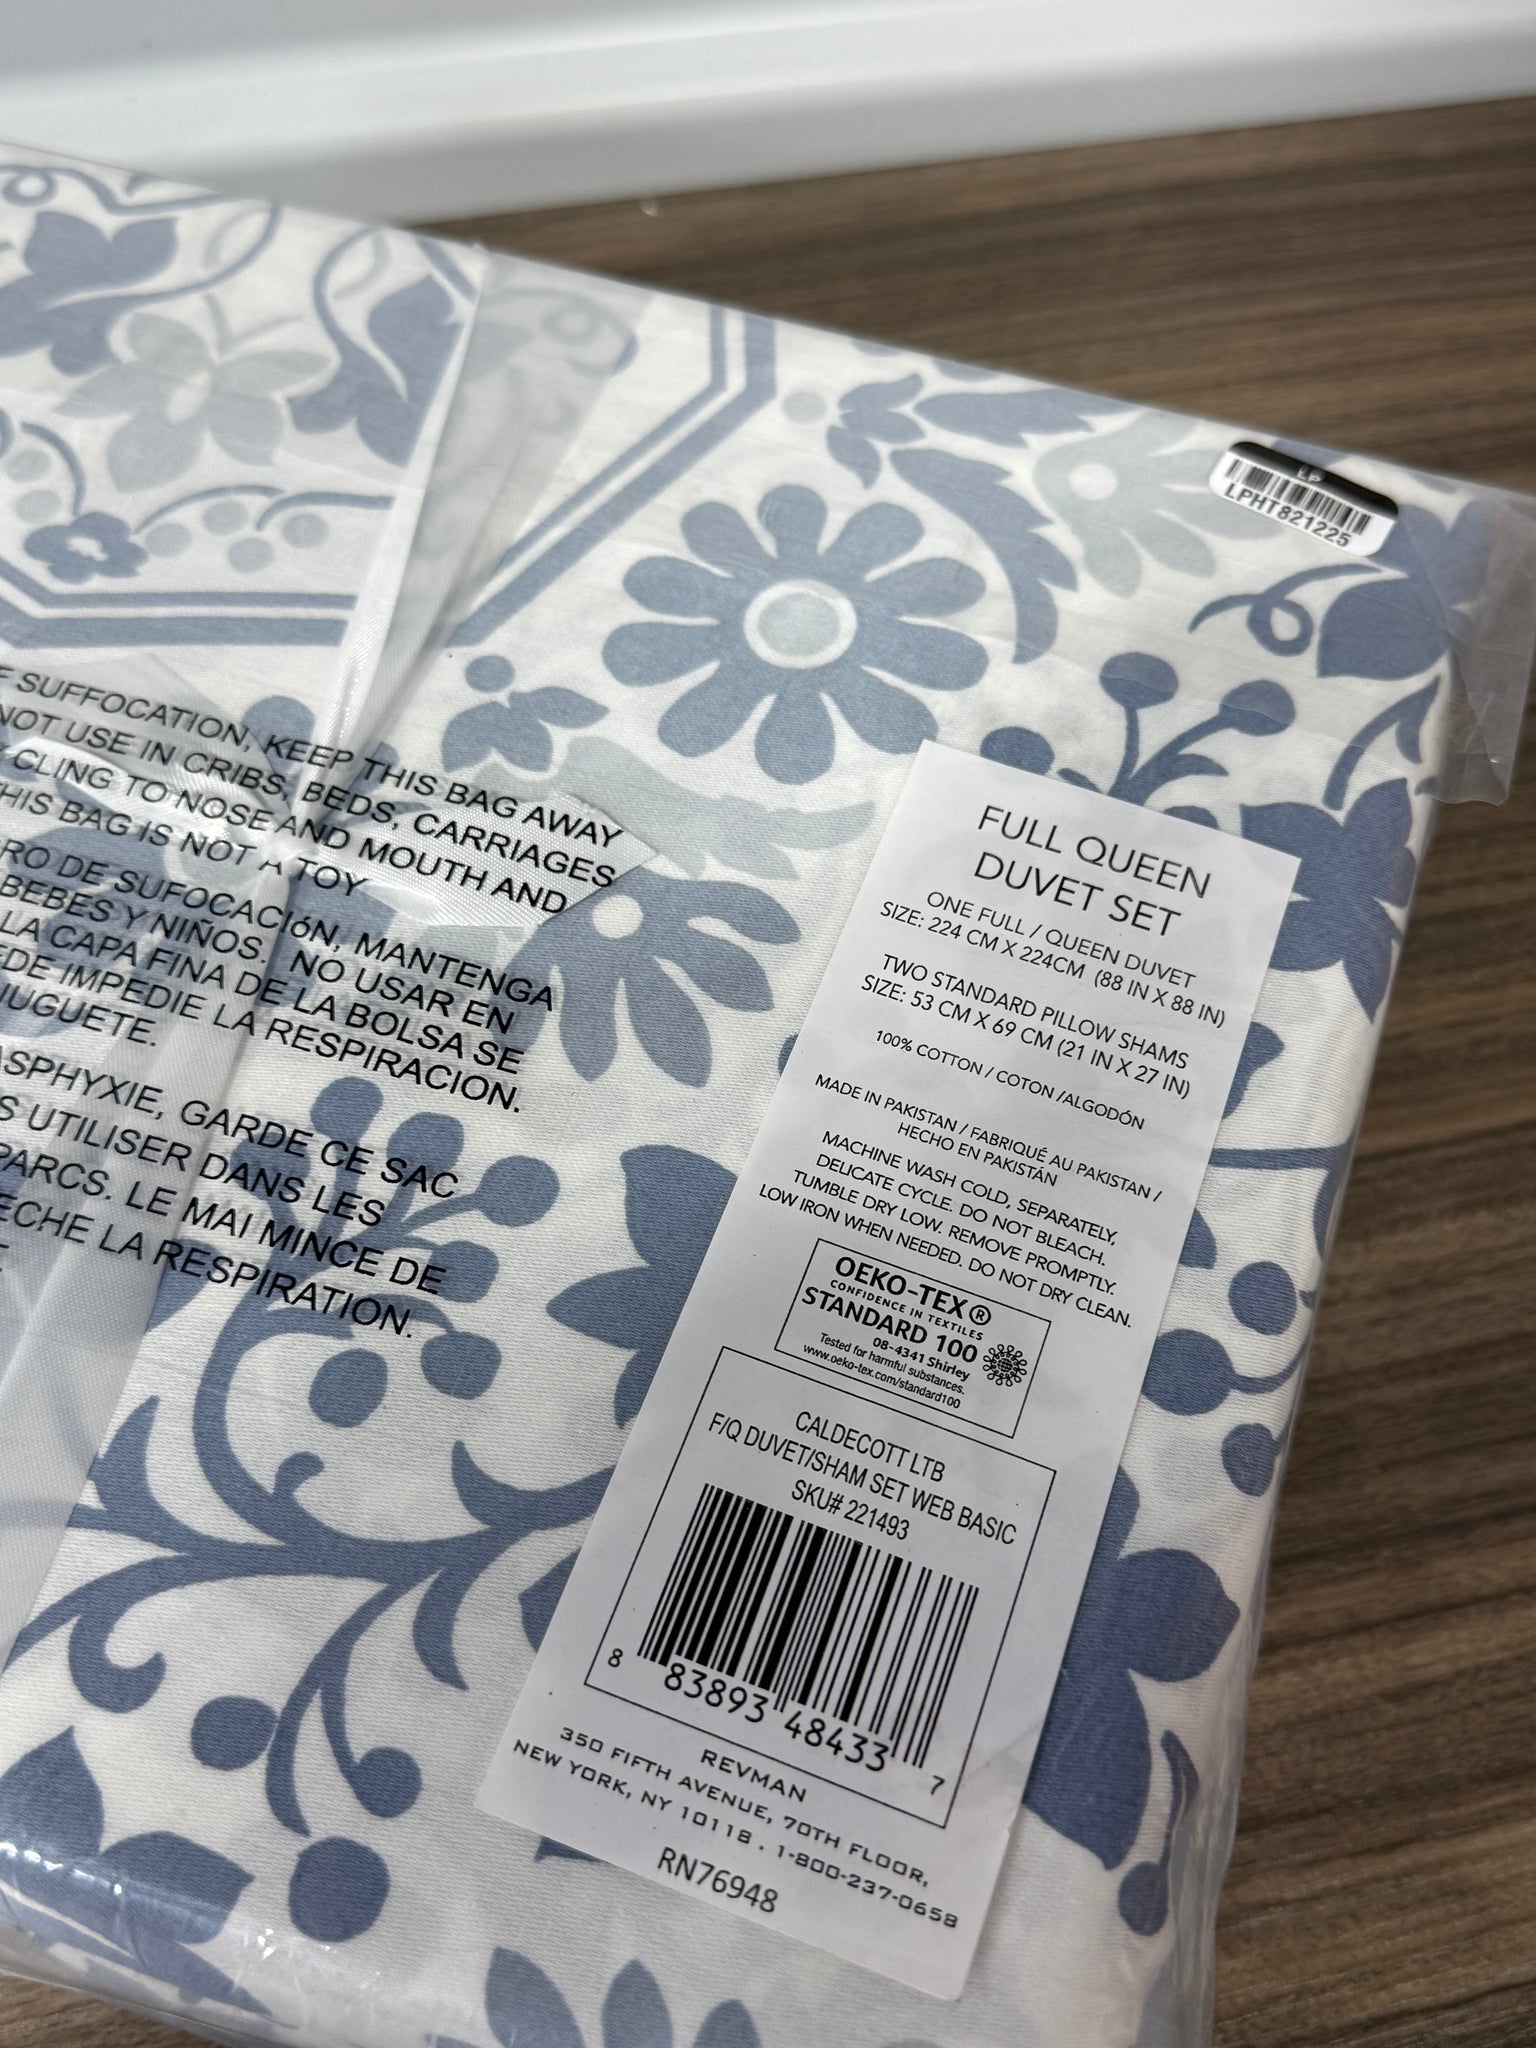 LP
LPHT821225
SUFFOCATION, KEEP THIS BAG AWAY
NOT USE IN CRIBS, BEDS, CARRIAGES
CLING TO NOSE AND MOUTH AND
THIS BAG IS NOT A TOY
DE SUFOCACIóN, MANTENGA
BEBES Y NIÑOS. NO USAR EN
LA CAPA FINA DE LA BOLSA SE
IMPEDIE LA RESPIRACION.
ASPHYXIE, GARDE CE SAC
UTILISER DANS LES
PARCS. LE MAI MINCE DE
LA RESPIRATION.
FULL QUEEN
DUVET SET
ONE FULL / QUEEN DUVET
SIZE: 224 CM X 224CM (88 IN X 88 IN)
TWO STANDARD PILLOW SHAMS
SIZE: 53 CM X 69 CM (21 IN X 27 IN)
100% COTTON / COTON /ALGODÓN
MADE IN PAKISTAN / FABRIQUÉ AU PAKISTAN /
HECHO EN PAKISTÁN
MACHINE WASH COLD, SEPARATELY,
DELICATE CYCLE. DO NOT BLEACH.
TUMBLE DRY LOW. REMOVE PROMPTLY.
LOW IRON WHEN NEEDED. DO NOT DRY CLEAN.
OEKO-TEX®
CONFIDENCE IN TEXTILES
STANDARD 100
08-4341 Shirley
Tested for harmful substances.
www.oeko-tex.com/standard100
CALDECOTT LTB
F/Q DUVET/SHAM SET WEB BASIC
SKU# 221493
8 83893 48433 7
REVMAN
350 FIFTH AVENUE, 70TH FLOOR,
NEW YORK, NY 10118 . 1-800-237-0658
RN76948